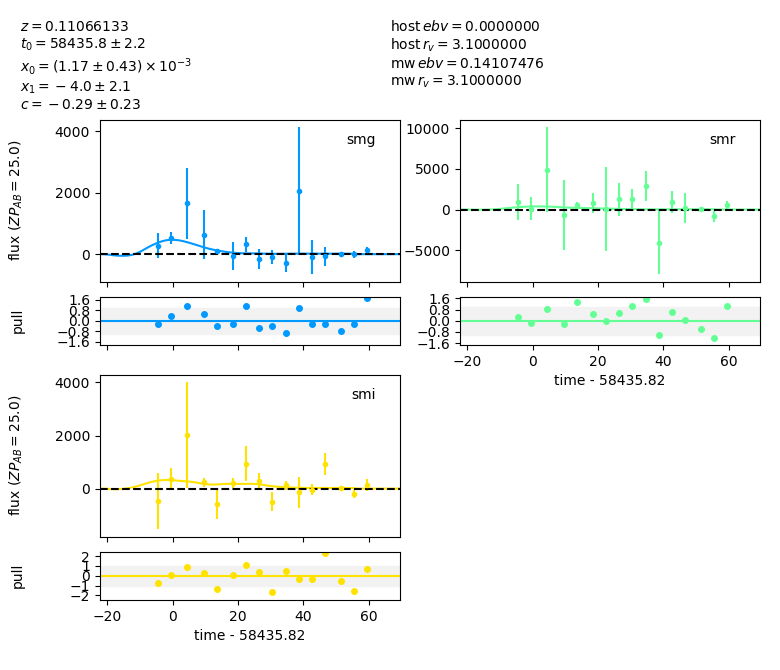 z = 0.11066133
t₀ = 58435.8 ± 2.2
x₀ = (1.17 ± 0.43) × 10⁻³
x₁ = −4.0 ± 2.1
c = −0.29 ± 0.23
host ebv = 0.0000000
host r_v = 3.1000000
mw ebv = 0.14107476
mw r_v = 3.1000000
flux (ZP_AB = 25.0)
4000
2000
0
smg
10000
5000
0
−5000
smr
pull
1.6
0.8
0.0
−0.8
−1.6
1.6
0.8
0.0
−0.8
−1.6
−20 0 20 40 60
time - 58435.82
flux (ZP_AB = 25.0)
4000
2000
0
smi
pull
2
1
0
−1
−2
−20 0 20 40 60
time - 58435.82